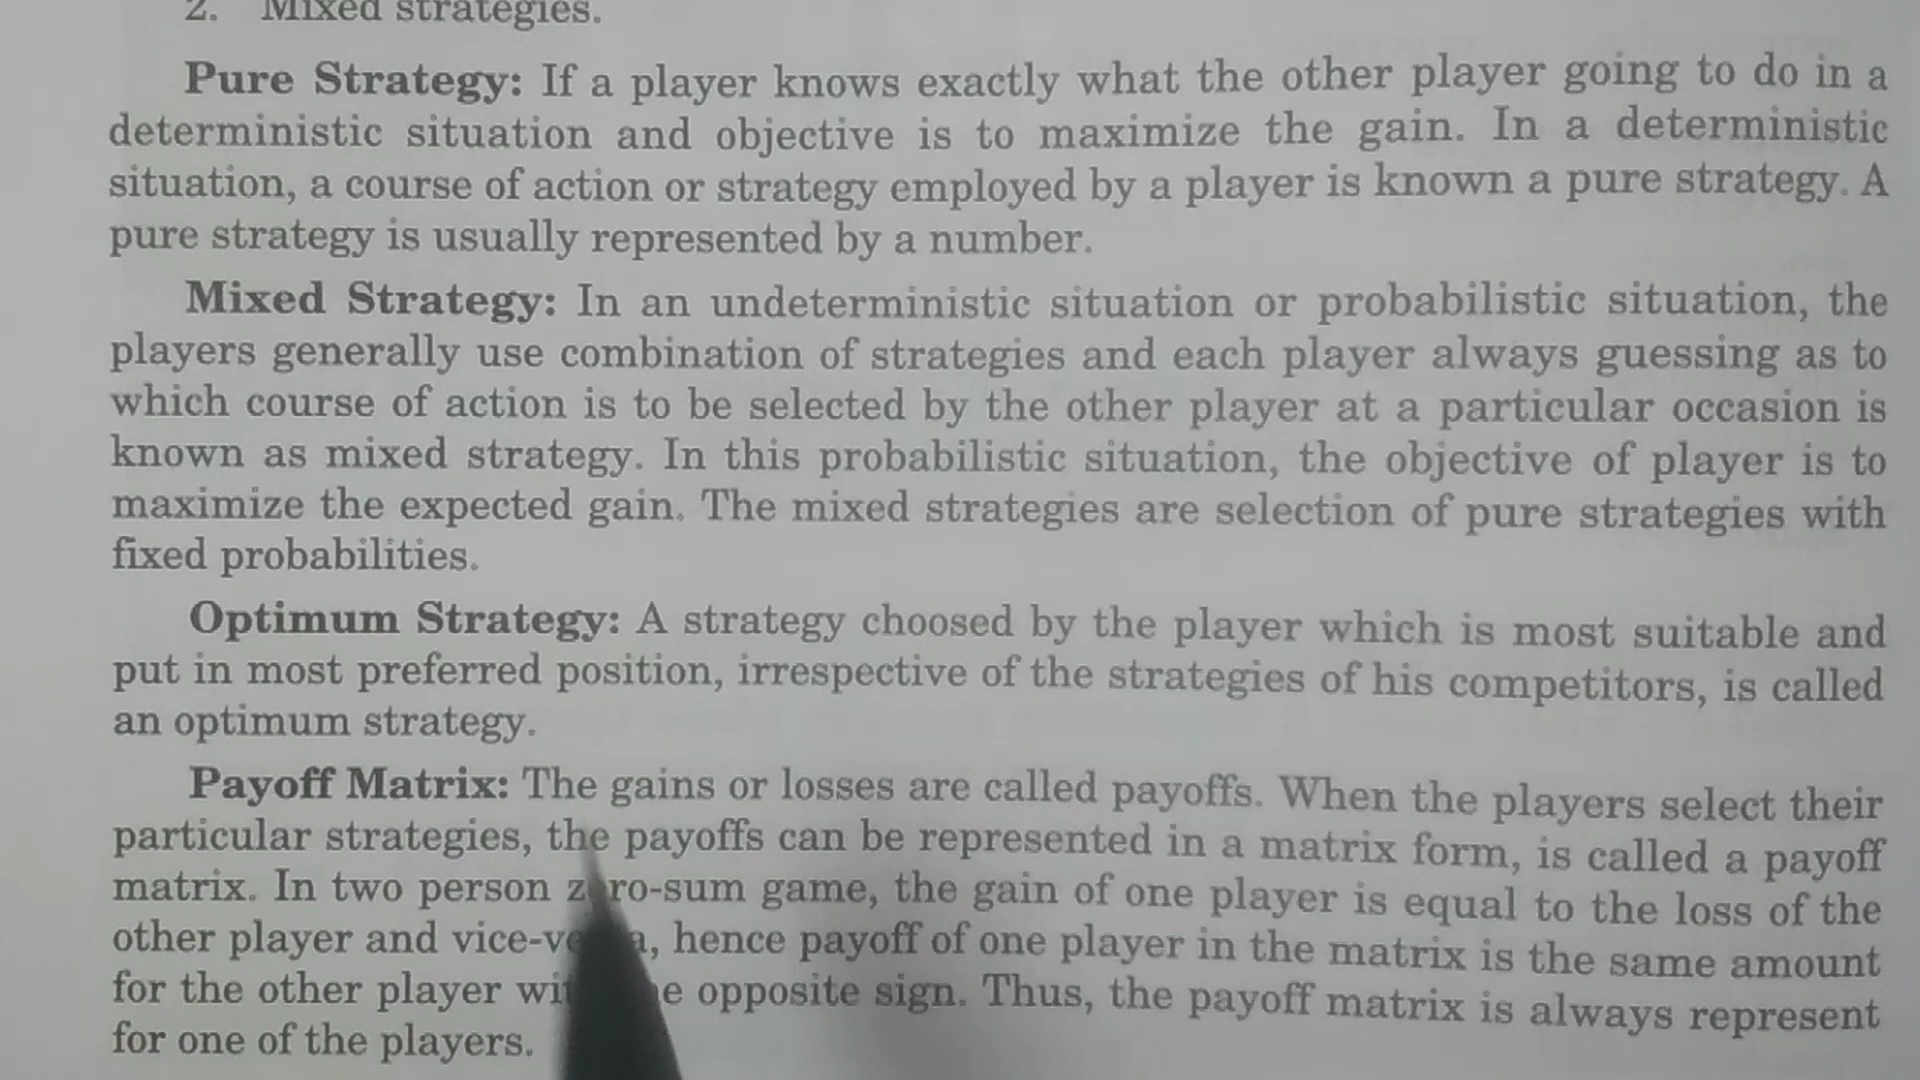 2. Mixed strategies.
Pure Strategy: If a player knows exactly what the other player going to do in a
deterministic situation and objective is to maximize the gain. In a deterministic
situation, a course of action or strategy employed by a player is known a pure strategy. A
pure strategy is usually represented by a number.
Mixed Strategy: In an undeterministic situation or probabilistic situation, the
players generally use combination of strategies and each player always guessing as to
which course of action is to be selected by the other player at a particular occasion is
known as mixed strategy. In this probabilistic situation, the objective of player is to
maximize the expected gain. The mixed strategies are selection of pure strategies with
fixed probabilities.
Optimum Strategy: A strategy choosed by the player which is most suitable and
put in most preferred position, irrespective of the strategies of his competitors, is called
an optimum strategy.
Payoff Matrix: The gains or losses are called payoffs. When the players select their
particular strategies, the payoffs can be represented in a matrix form, is called a payoff
matrix. In two person zero-sum game, the gain of one player is equal to the loss of the
other player and hence payoff of one player in the matrix is the same amount
for the other player opposite sign. Thus, the payoff matrix is always represent
for one of the players.